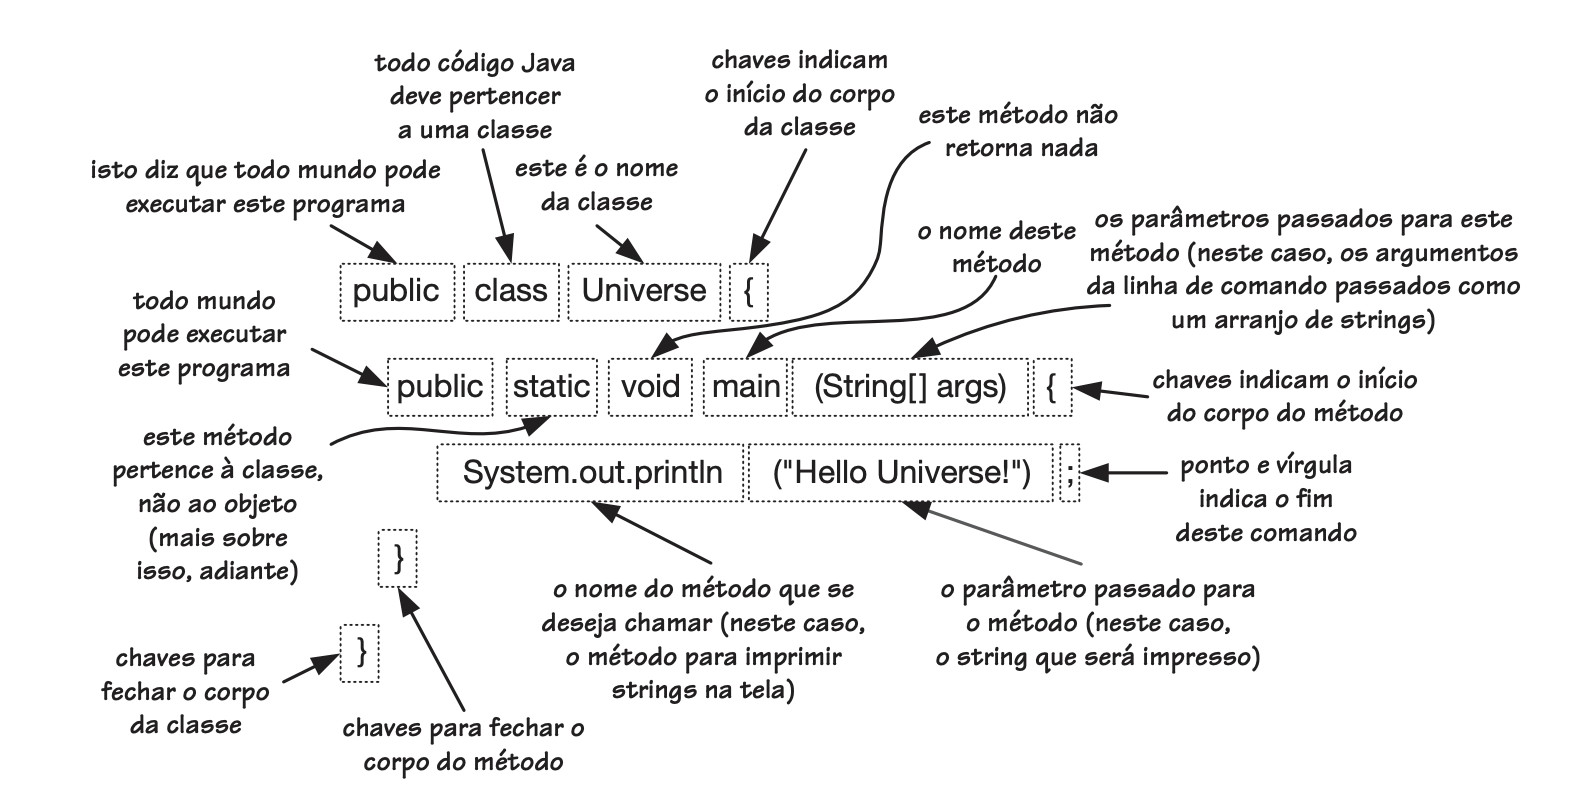 todo código Java
deve pertencer
a uma classe
chaves indicam
o início do corpo
da classe
este método não
retorna nada
isto diz que todo mundo pode
executar este programa
este é o nome
da classe
o nome deste
método
os parâmetros passados para este
método (neste caso, os argumentos
da linha de comando passados como
um arranjo de strings)
public class Universe {
todo mundo
pode executar
este programa
public static void main (String[] args) {
chaves indicam o início
do corpo do método
este método
pertence à classe,
não ao objeto
(mais sobre
isso, adiante)
System.out.println ("Hello Universe!") ;
ponto e vírgula
indica o fim
deste comando
}
o nome do método que se
deseja chamar (neste caso,
o método para imprimir
strings na tela)
o parâmetro passado para
o método (neste caso,
o string que será impresso)
}
chaves para
fechar o corpo
da classe
chaves para fechar o
corpo do método